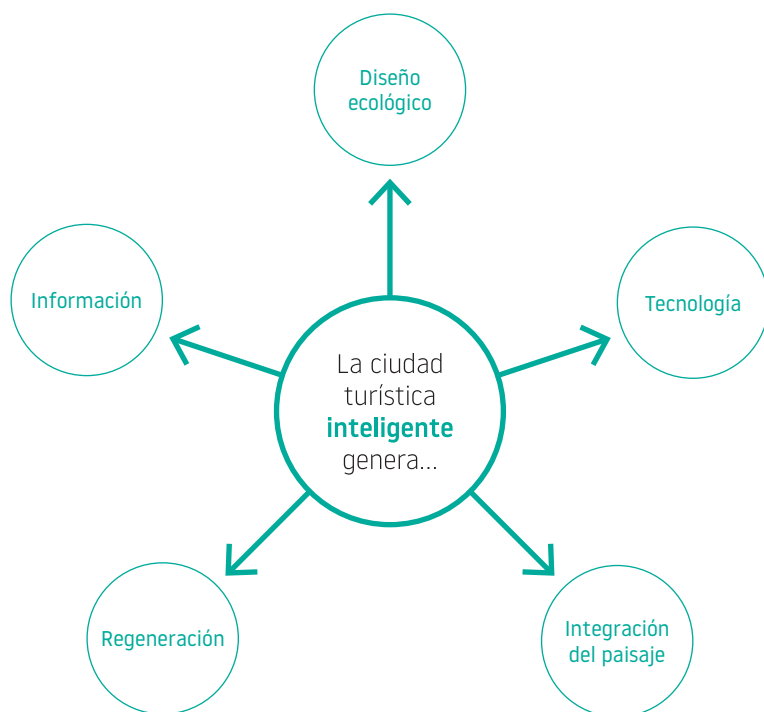 Diseño
ecológico
Información
Tecnología
La ciudad
turística
inteligente
genera...
Regeneración
Integración
del paisaje